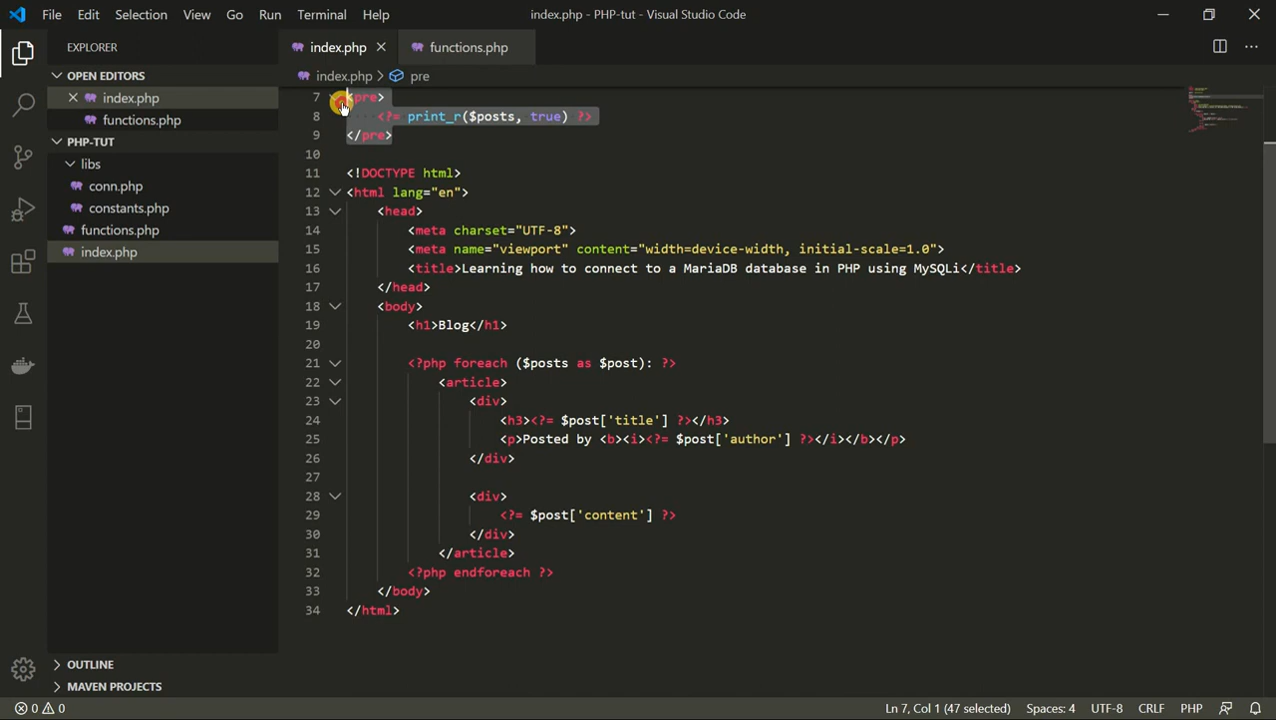 File Edit Selection View Go Run Terminal Help index.php - PHP-tut - Visual Studio Code
EXPLORER
OPEN EDITORS
index.php
functions.php
PHP-TUT
libs
conn.php
constants.php
functions.php
index.php
OUTLINE
MAVEN PROJECTS
index.php functions.php
index.php > pre
7 <pre>
8 <?= print_r($posts, true) ?>
9 </pre>
10
11 <!DOCTYPE html>
12 <html lang="en">
13 <head>
14 <meta charset="UTF-8">
15 <meta name="viewport" content="width=device-width, initial-scale=1.0">
16 <title>Learning how to connect to a MariaDB database in PHP using MySQLi</title>
17 </head>
18 <body>
19 <h1>Blog</h1>
20
21 <?php foreach ($posts as $post): ?>
22 <article>
23 <div>
24 <h3><?= $post['title'] ?></h3>
25 <p>Posted by <b><i><?= $post['author'] ?></i></b></p>
26 </div>
27
28 <div>
29 <?= $post['content'] ?>
30 </div>
31 </article>
32 <?php endforeach ?>
33 </body>
34 </html>
0 0 Ln 7, Col 1 (47 selected) Spaces: 4 UTF-8 CRLF PHP